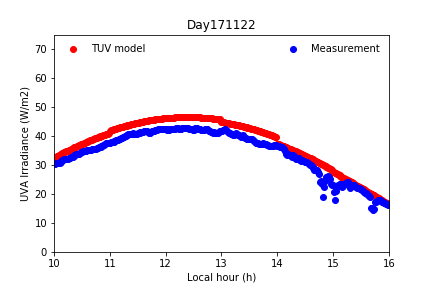 Day171122
TUV model
Measurement
UVA Irradiance (W/m2)
70
60
50
40
30
20
10
0
10 11 12 13 14 15 16
Local hour (h)